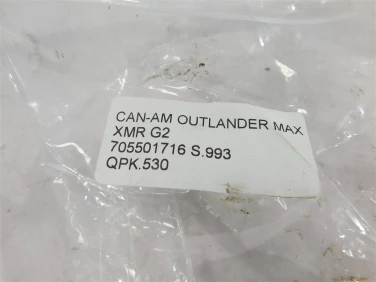 CAN-AM OUTLANDER MAX
XMR G2
705501716 S.993
QPK.530